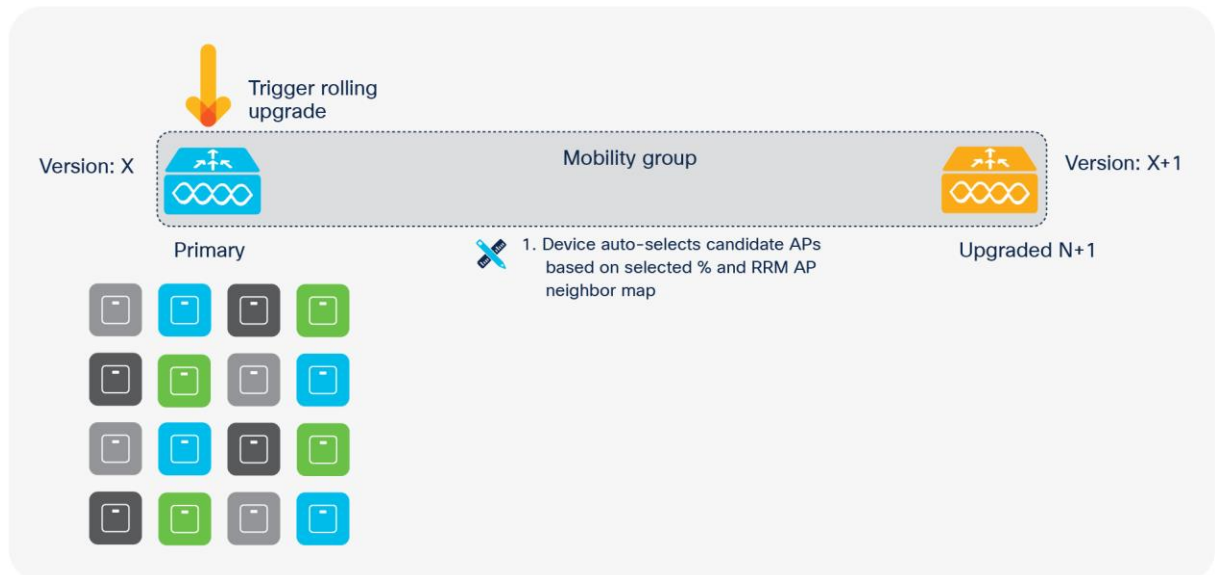 Trigger rolling
upgrade
Version: X
Mobility group
Version: X+1
Primary
1. Device auto-selects candidate APs
based on selected % and RRM AP
neighbor map
Upgraded N+1